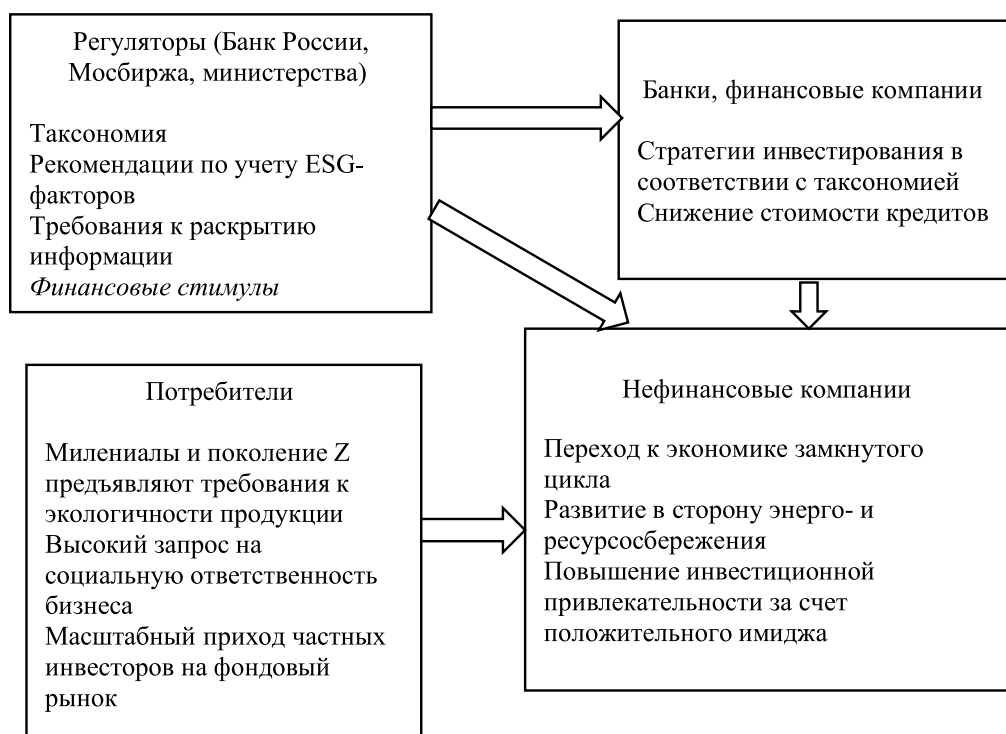 Регуляторы (Банк России,
Мосбиржа, министерства)
Таксономия
Рекомендации по учету ESG-
факторов
Требования к раскрытию
информации
Финансовые стимулы
Банки, финансовые компании
Стратегии инвестирования в
соответствии с таксономией
Снижение стоимости кредитов
Потребители
Милениалы и поколение Z
предъявляют требования к
экологичности продукции
Высокий запрос на
социальную ответственность
бизнеса
Масштабный приход частных
инвесторов на фондовый
рынок
Нефинансовые компании
Переход к экономике замкнутого
цикла
Развитие в сторону энерго- и
ресурсосбережения
Повышение инвестиционной
привлекательности за счет
положительного имиджа